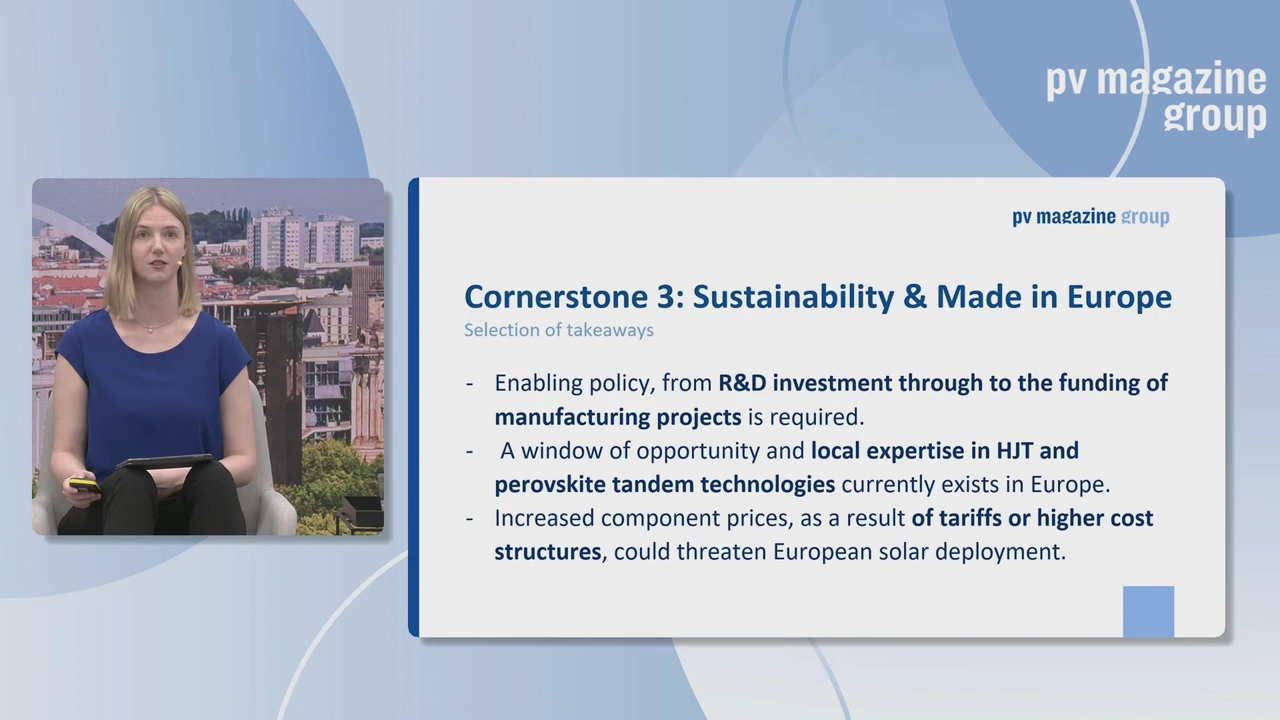 pv magazine
group
pv magazine group
Cornerstone 3: Sustainability & Made in Europe
Selection of takeaways
- Enabling policy, from R&D investment through to the funding of
manufacturing projects is required.
- A window of opportunity and local expertise in HJT and
perovskite tandem technologies currently exists in Europe.
- Increased component prices, as a result of tariffs or higher cost
structures, could threaten European solar deployment.